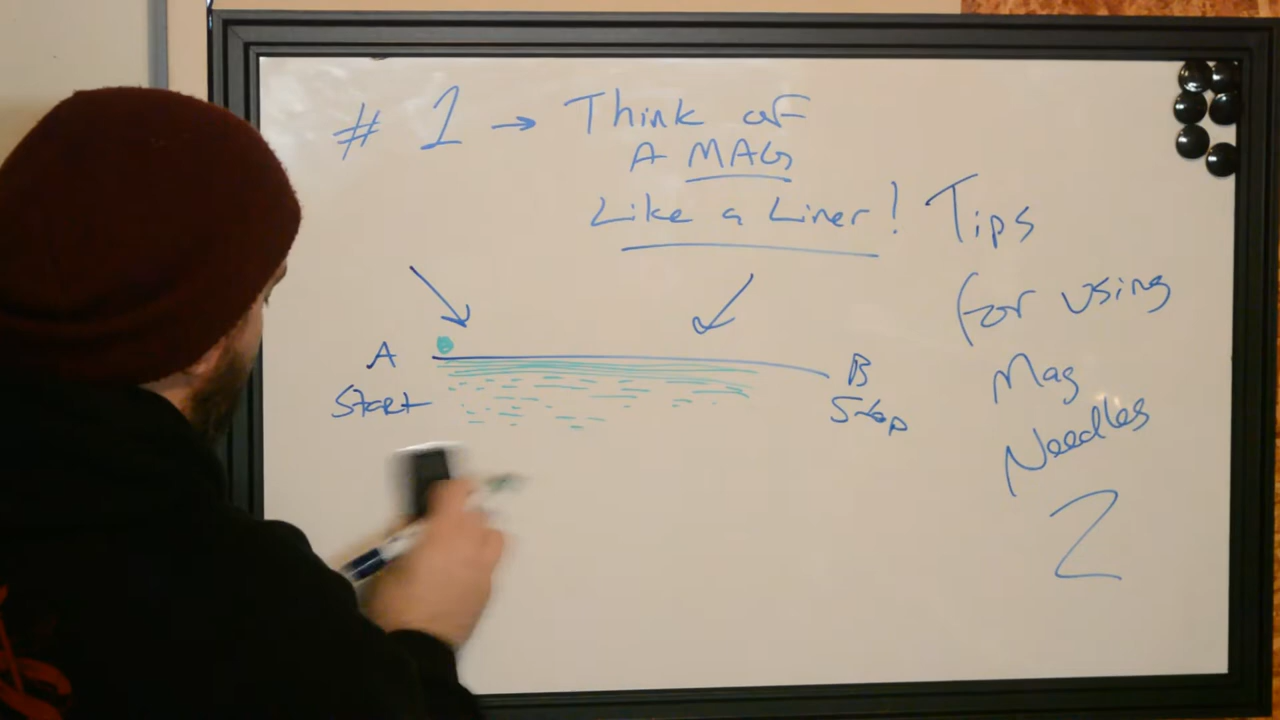 # 1 → Think of
A MAG
Like a Liner!
Tips
for using
Mag
Needles
2
A
Start
B
Stop